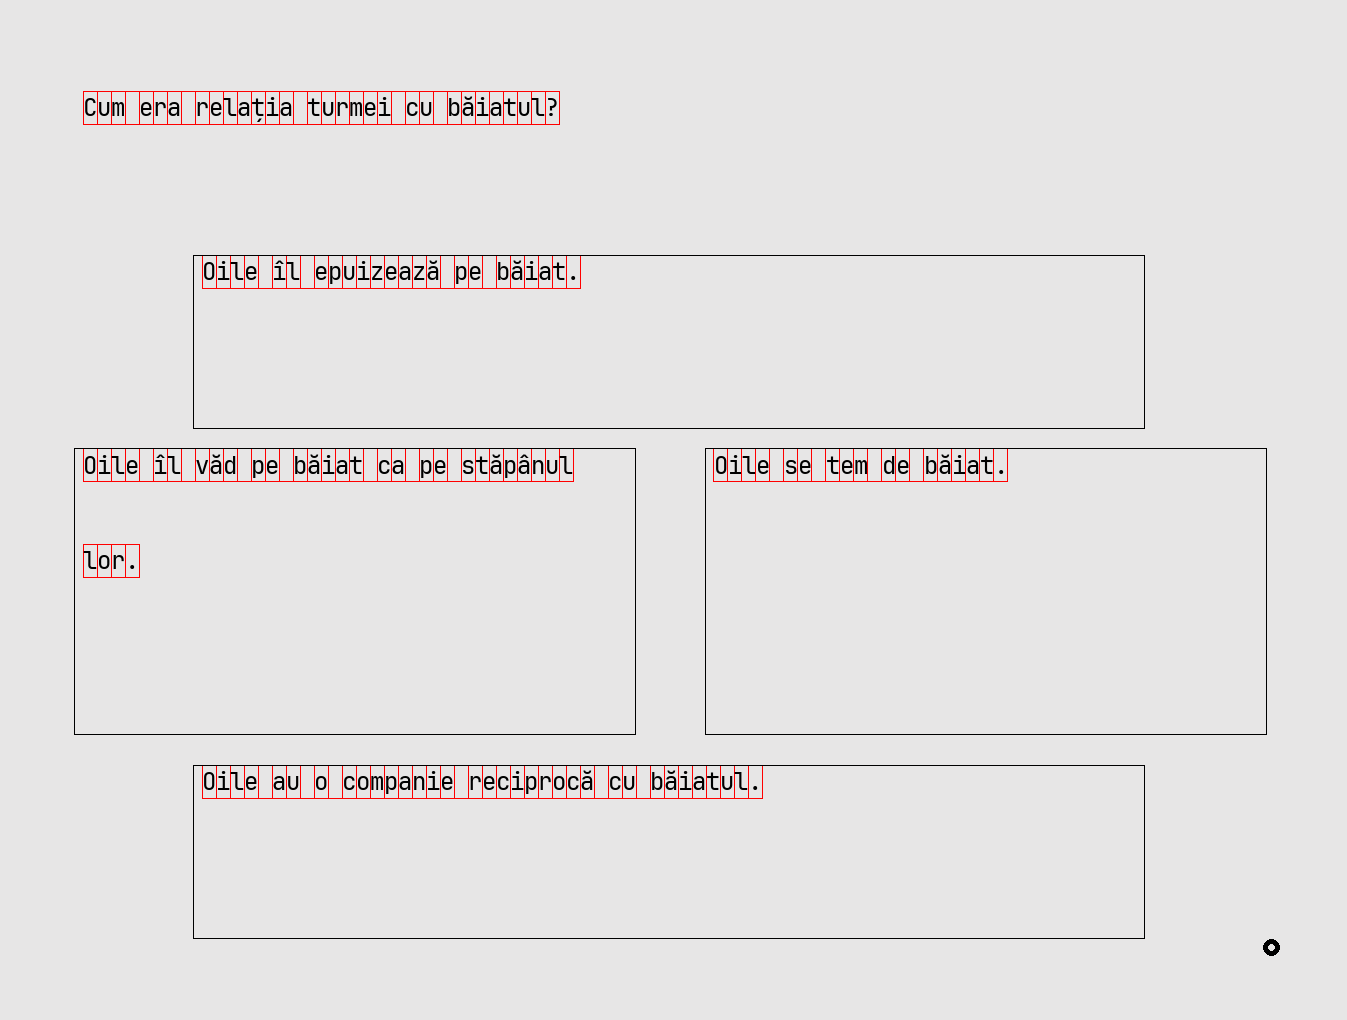 Cum era relația turmei cu băiatul?
Oile îl epuizează pe băiat.
Oile îl văd pe băiat ca pe stăpânul
lor.
Oile se tem de băiat.
Oile au o companie reciprocă cu băiatul.